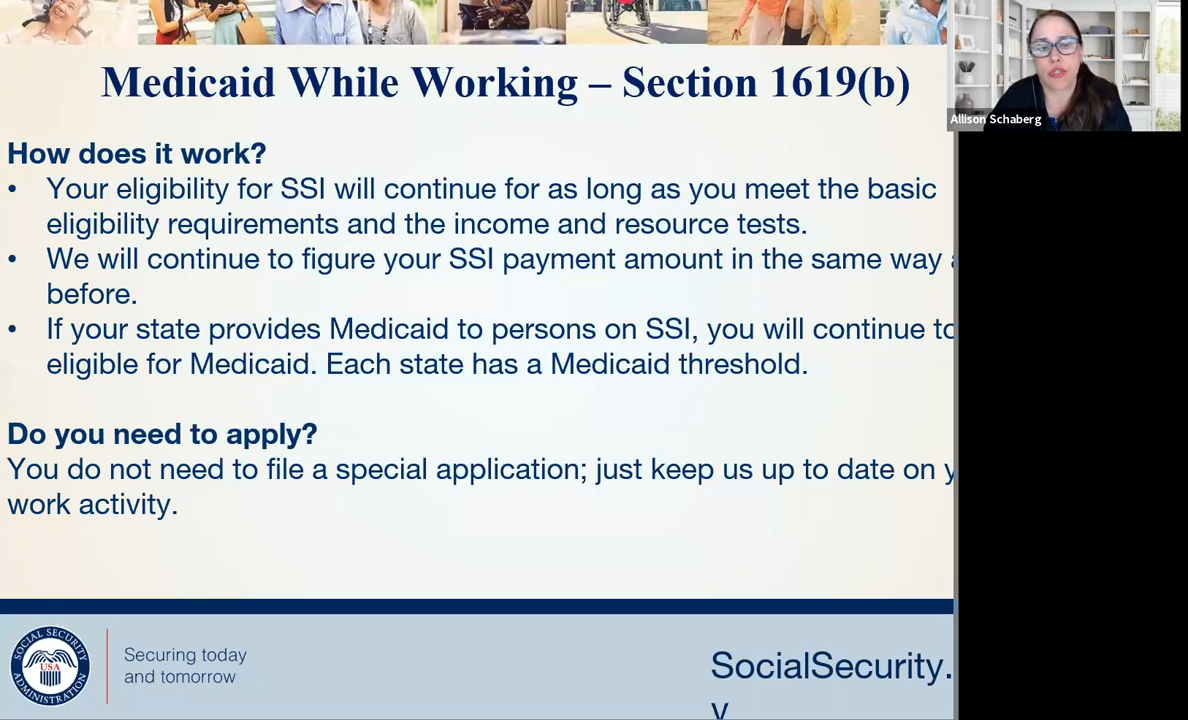 Medicaid While Working – Section 1619(b)
Allison Schaberg
How does it work?
• Your eligibility for SSI will continue for as long as you meet the basic
eligibility requirements and the income and resource tests.
• We will continue to figure your SSI payment amount in the same way
before.
• If your state provides Medicaid to persons on SSI, you will continue to
eligible for Medicaid. Each state has a Medicaid threshold.
Do you need to apply?
You do not need to file a special application; just keep us up to date on
work activity.
SOCIAL SECURITY
USA
ADMINISTRATION
Securing today
and tomorrow
SocialSecurity.
v